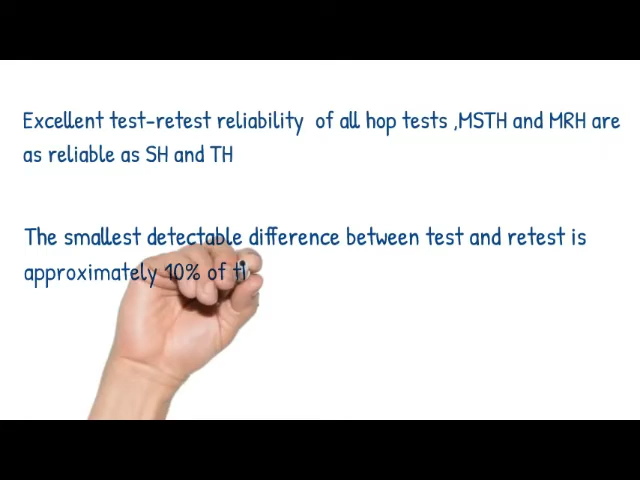 Excellent test-retest reliability of all hop tests ,MSTH and MRH are
as reliable as SH and TH
The smallest detectable difference between test and retest is
approximately 10% of